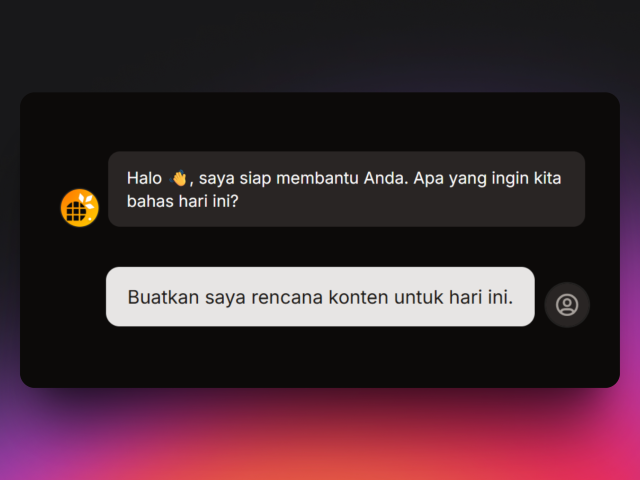 Halo 👋, saya siap membantu Anda. Apa yang ingin kita
bahas hari ini?
Buatkan saya rencana konten untuk hari ini.